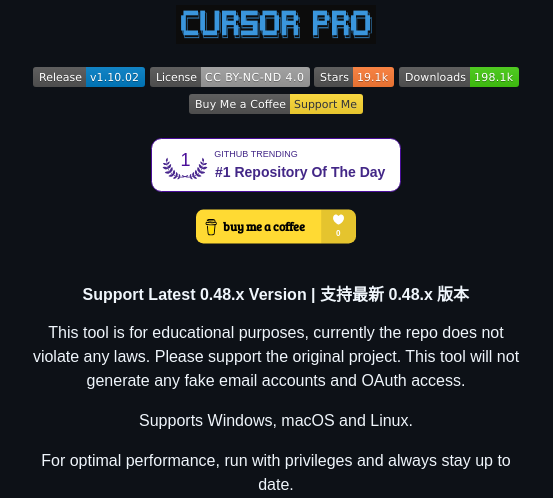 CURSOR PRO
Release v1.10.02 License CC BY-NC-ND 4.0 Stars 19.1k Downloads 198.1k
Buy Me a Coffee Support Me
1
GITHUB TRENDING
#1 Repository Of The Day
buy me a coffee 0
Support Latest 0.48.x Version | 支持最新 0.48.x 版本
This tool is for educational purposes, currently the repo does not
violate any laws. Please support the original project. This tool will not
generate any fake email accounts and OAuth access.
Supports Windows, macOS and Linux.
For optimal performance, run with privileges and always stay up to
date.